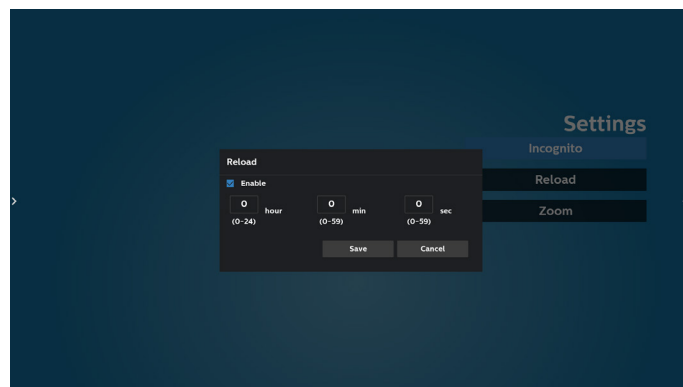 Settings
Incognito
Reload
Zoom
Reload
Enable
0 hour 0 min 0 sec
(0-24) (0-59) (0-59)
Save Cancel